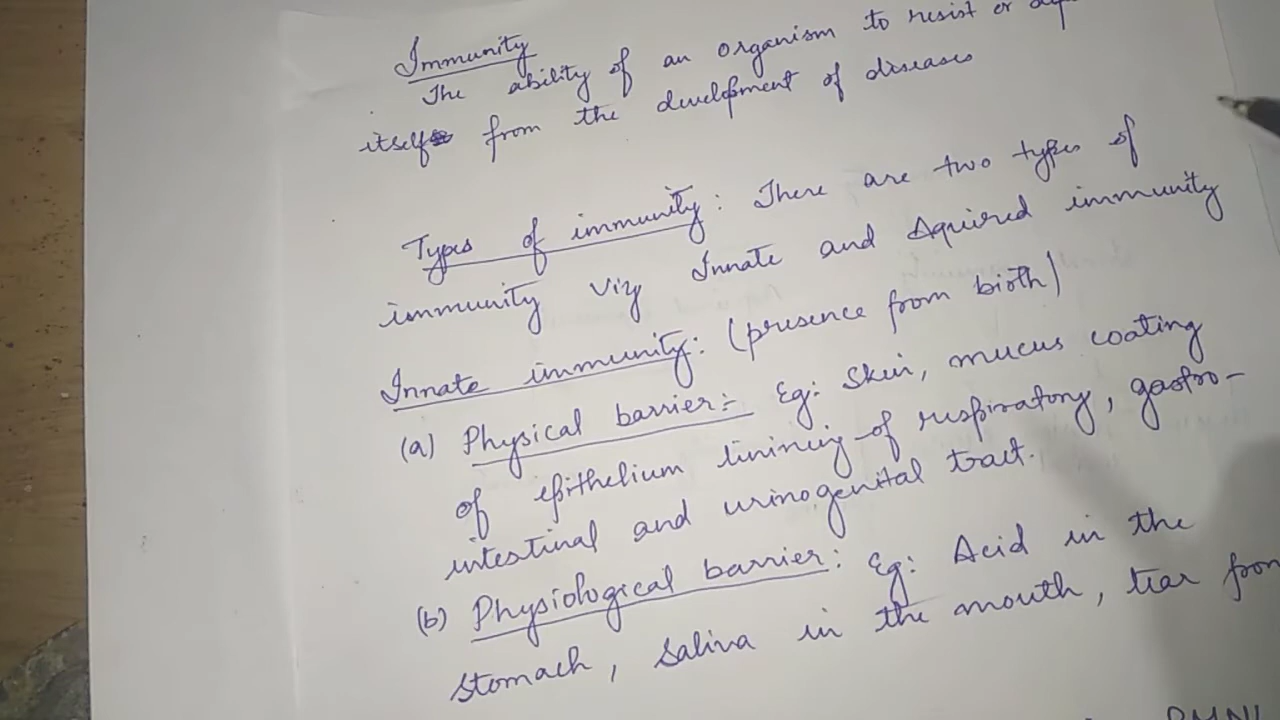 Immunity
The ability of an organism to resist or
itself from the development of diseases
Types of immunity: There are two types of
immunity viz Innate and Aquired immunity
Innate immunity: (presence from birth)
(a) Physical barrier:- Eg: Skin, mucus coating
of epithelium linining of respiratory, gastro-
intestinal and urinogenital tract.
(b) Physiological barrier: Eg: Acid in the
stomach, saliva in the mouth, tear from